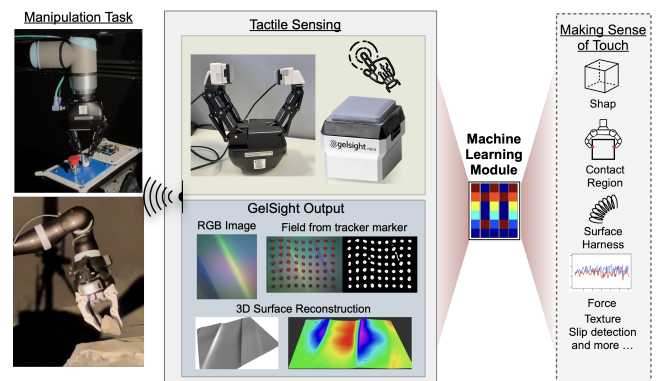 Manipulation Task
Tactile Sensing
gelsight mini
GelSight Output
RGB Image
Field from tracker marker
3D Surface Reconstruction
Machine
Learning
Module
Making Sense
of Touch
Shap
Contact
Region
Surface
Harness
Force
Texture
Slip detection
and more ...